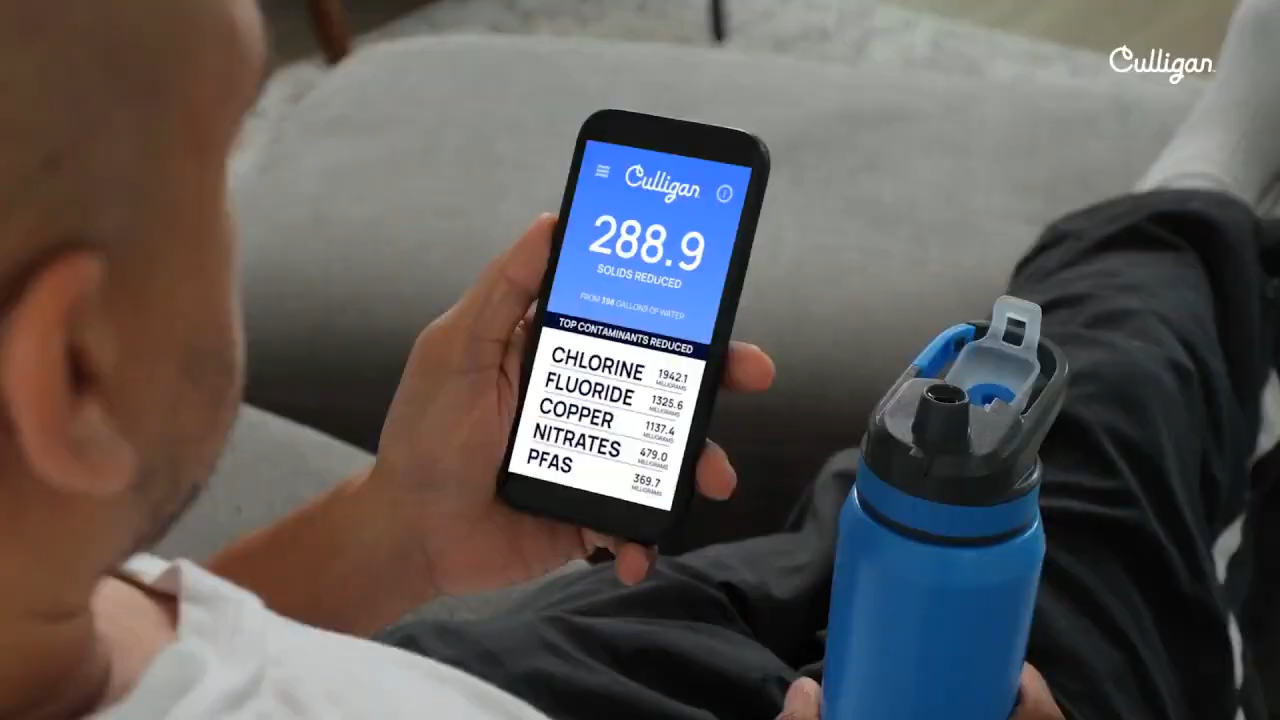 Culligan
Culligan
288.9
SOLIDS REDUCED
FROM 398 GALLONS OF WATER
TOP CONTAMINANTS REDUCED
CHLORINE 1942.1 MILLIGRAMS
FLUORIDE 1325.6 MILLIGRAMS
COPPER 1137.4 MILLIGRAMS
NITRATES 479.0 MILLIGRAMS
PFAS 369.7 MILLIGRAMS